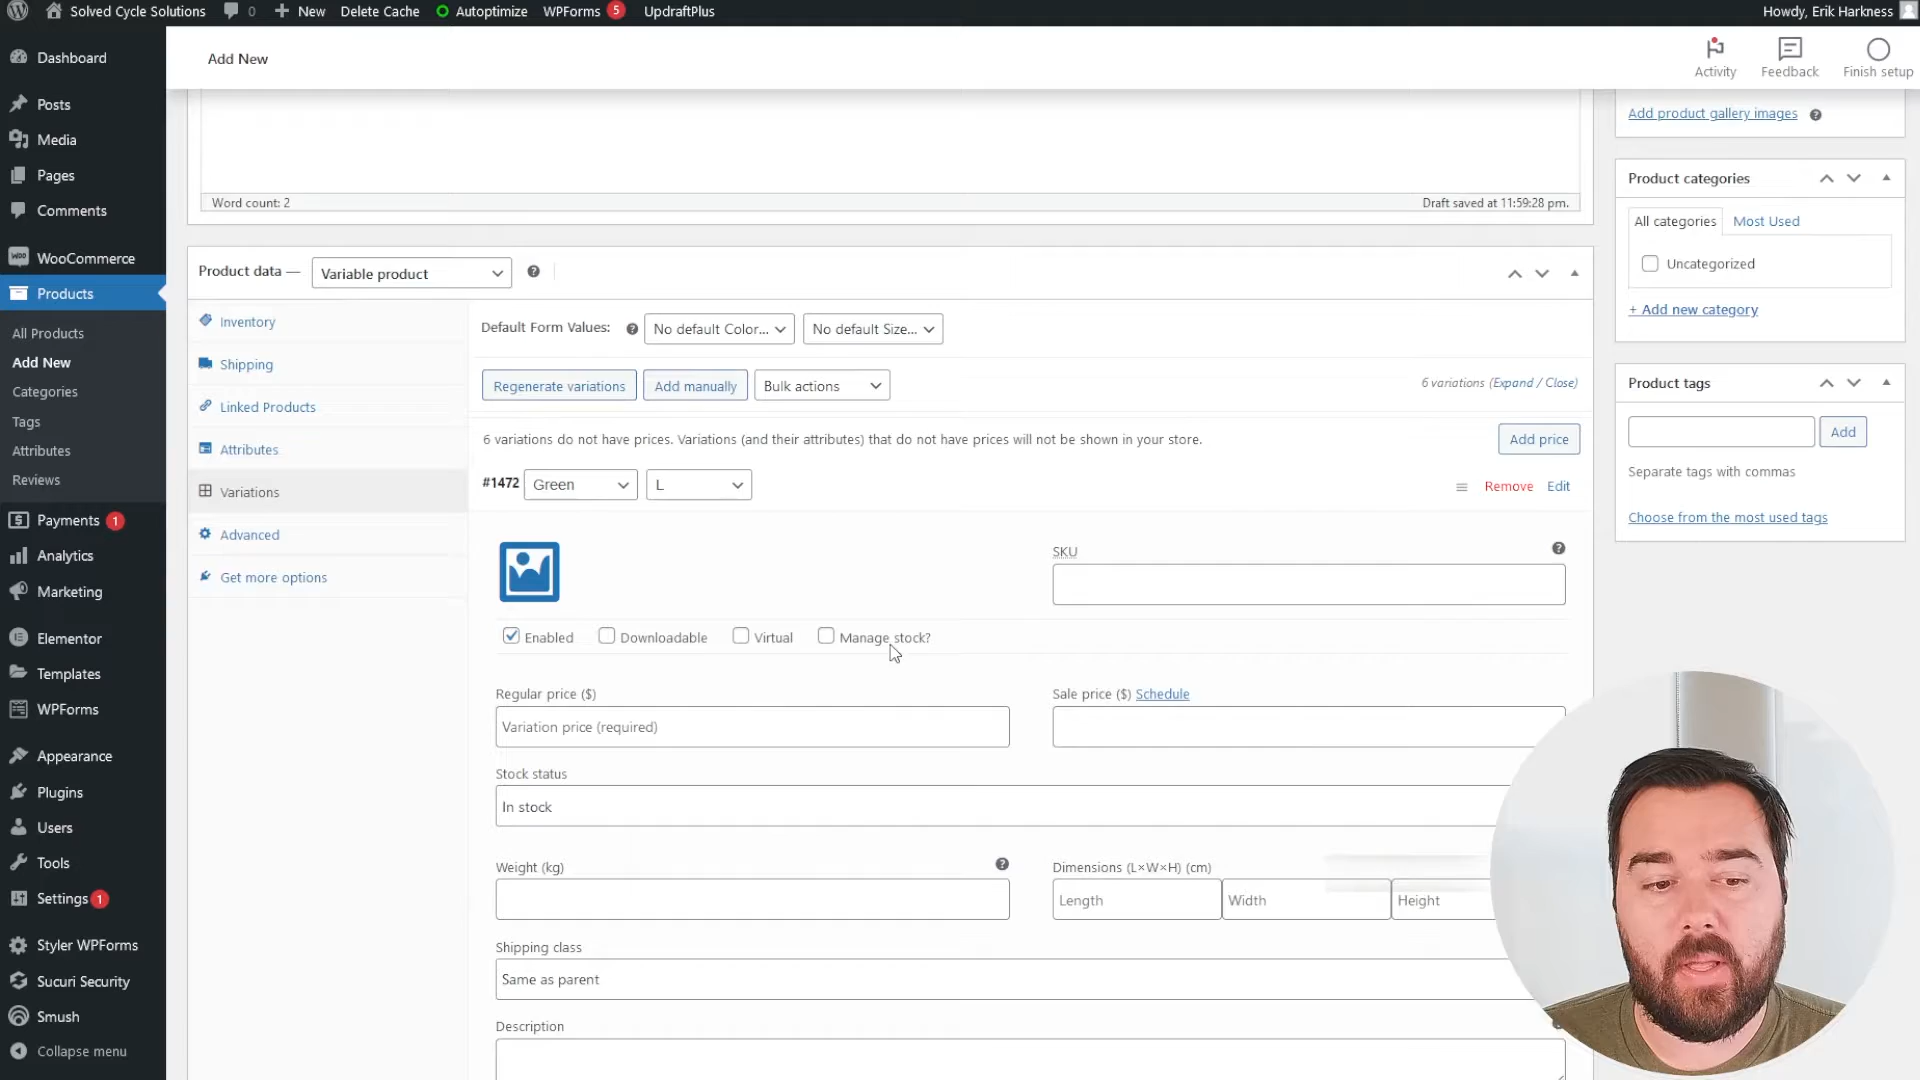 Solved Cycle Solutions 0 New Delete Cache Autoptimize WPForms 5 UpdraftPlus Howdy, Erik Harkness
Dashboard
Posts
Media
Pages
Comments
WooCommerce
Products
All Products
Add New
Categories
Tags
Attributes
Reviews
Payments 1
Analytics
Marketing
Elementor
Templates
WPForms
Appearance
Plugins
Users
Tools
Settings 1
Styler WPForms
Sucuri Security
Smush
Collapse menu
Add New
Activity
Feedback
Finish setup
Word count: 2 Draft saved at 11:59:28 pm.
Product data — Variable product
Inventory
Shipping
Linked Products
Attributes
Variations
Advanced
Get more options
Default Form Values: No default Color... No default Size...
Regenerate variations Add manually Bulk actions 6 variations (Expand / Close)
6 variations do not have prices. Variations (and their attributes) that do not have prices will not be shown in your store. Add price
#1472 Green L Remove Edit
SKU
Enabled Downloadable Virtual Manage stock?
Regular price ($) Sale price ($) Schedule
Variation price (required)
Stock status
In stock
Weight (kg) Dimensions (L×W×H) (cm)
Length Width Height
Shipping class
Same as parent
Description
Add product gallery images
Product categories
All categories Most Used
Uncategorized
+ Add new category
Product tags
Add
Separate tags with commas
Choose from the most used tags